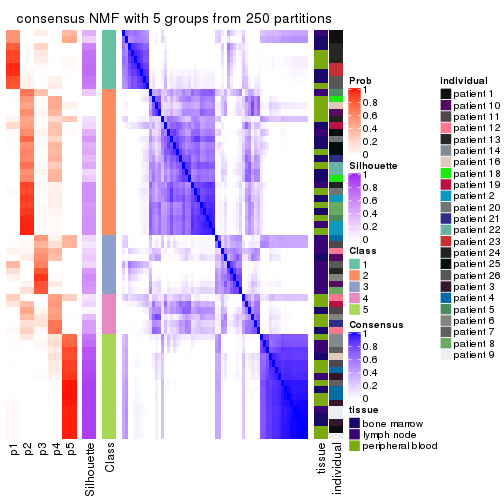 consensus NMF with 5 groups from 250 partitions
p1
p2
p3
p4
p5
Silhouette
Class
tissue
individual
Prob
1
0.8
0.6
0.4
0.2
0
Silhouette
1
0.8
0.6
0.4
0.2
0
Class
1
2
3
4
5
Consensus
1
0.8
0.6
0.4
0.2
0
tissue
bone marrow
lymph node
peripheral blood
individual
patient 1
patient 10
patient 11
patient 12
patient 13
patient 14
patient 16
patient 18
patient 19
patient 2
patient 20
patient 21
patient 22
patient 23
patient 24
patient 25
patient 26
patient 3
patient 4
patient 5
patient 6
patient 7
patient 8
patient 9